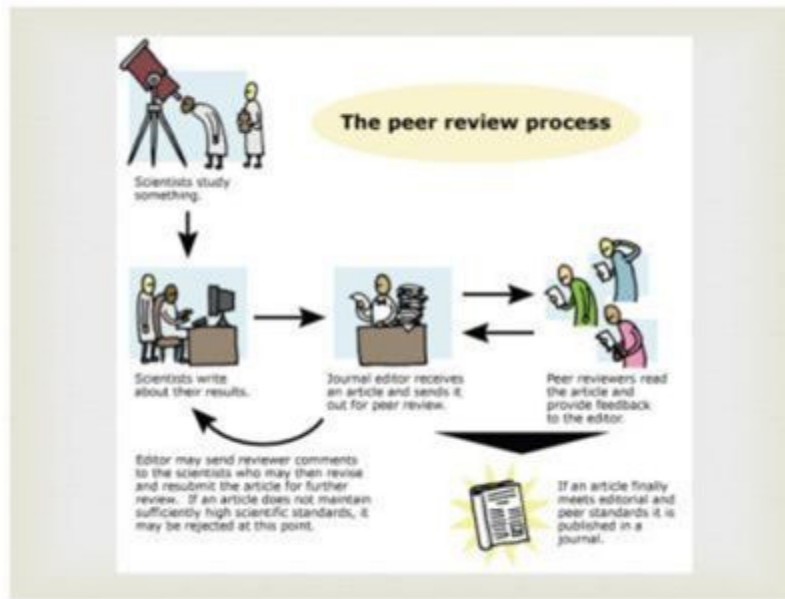 The peer review process
Scientists study
something.
Scientists write
about their results.
Journal editor receives
an article and sends it
out for peer review.
Peer reviewers read
the article and
provide feedback
to the editor.
Editor may send reviewer comments
to the scientists who may then revise
and resubmit the article for further
review. If an article does not maintain
sufficiently high scientific standards, it
may be rejected at this point.
If an article finally
meets editorial and
peer standards it is
published in a
journal.